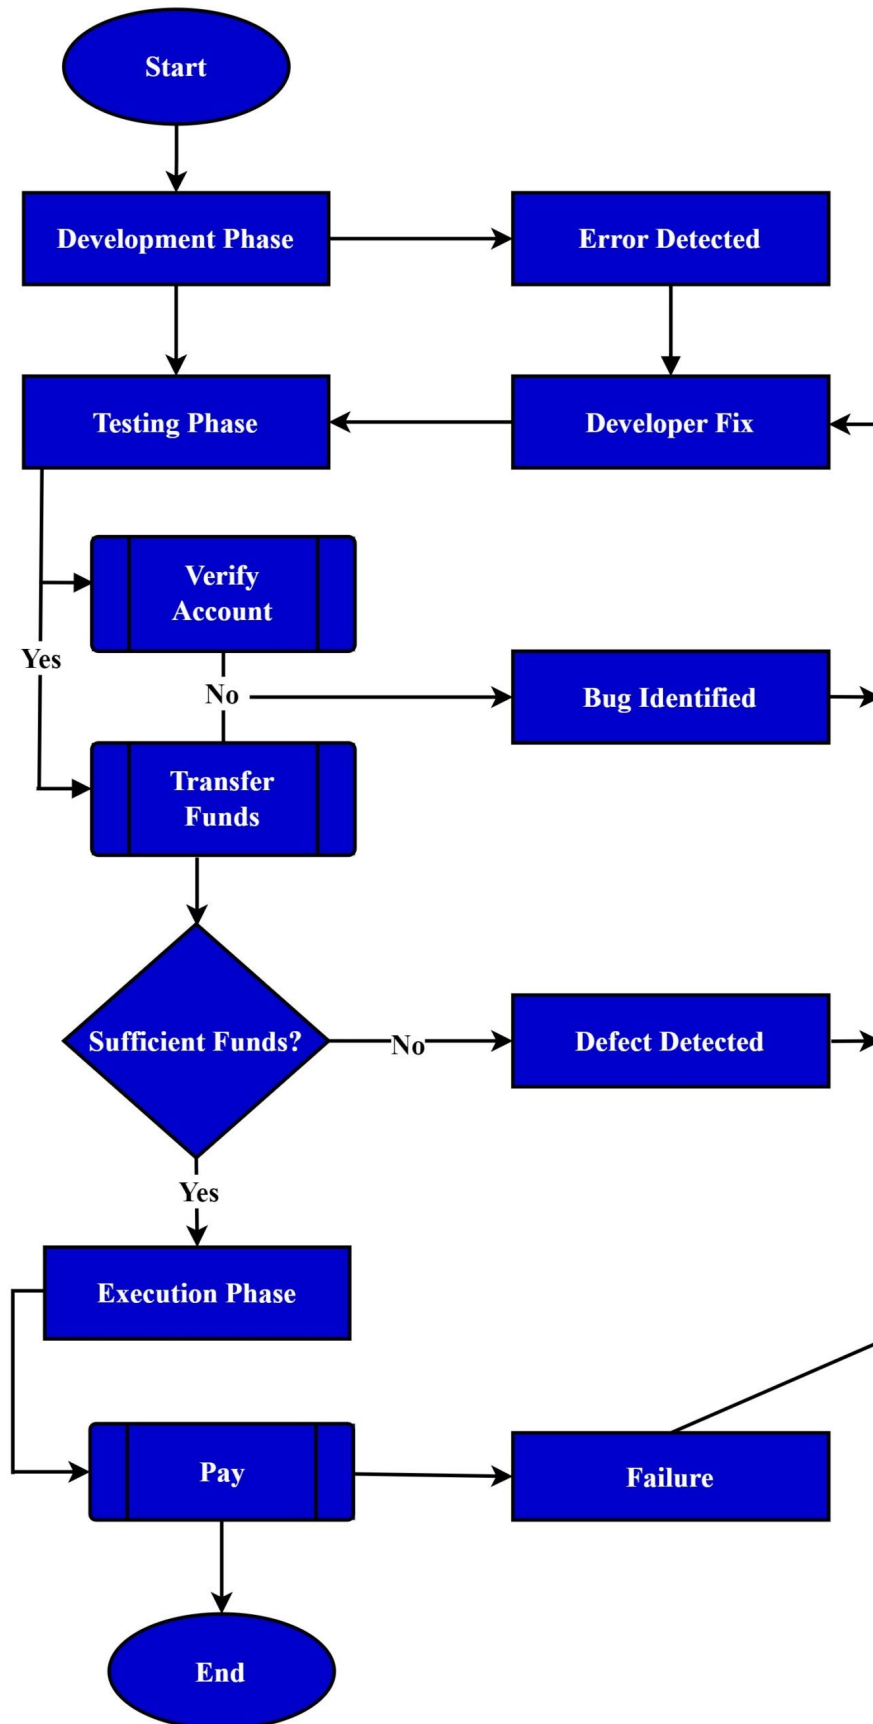 Start
Development Phase
Error Detected
Testing Phase
Developer Fix
Verify
Account
Yes
No
Bug Identified
Transfer
Funds
Sufficient Funds?
No
Defect Detected
Yes
Execution Phase
Pay
Failure
End